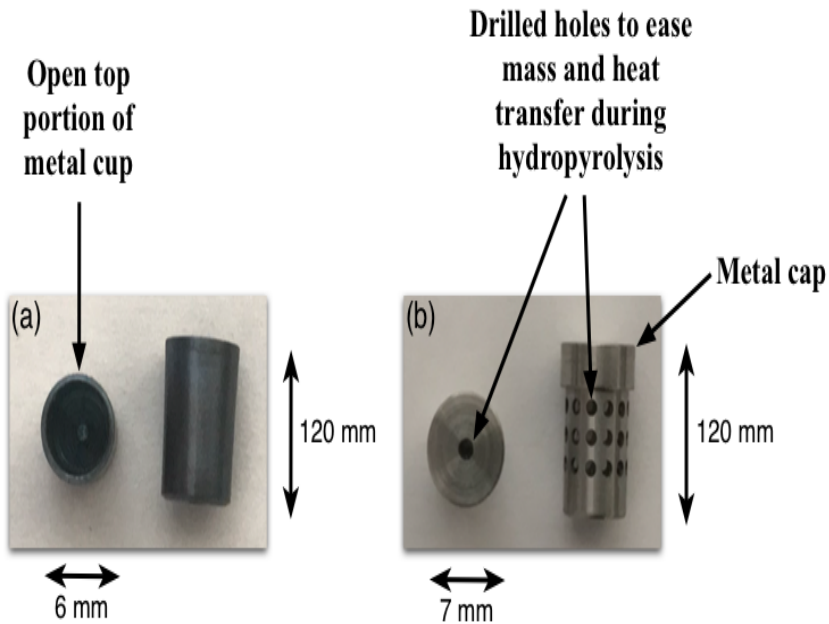 Open top
portion of
metal cup
Drilled holes to ease
mass and heat
transfer during
hydropyrolysis
Metal cap
(a)
120 mm
6 mm
(b)
120 mm
7 mm